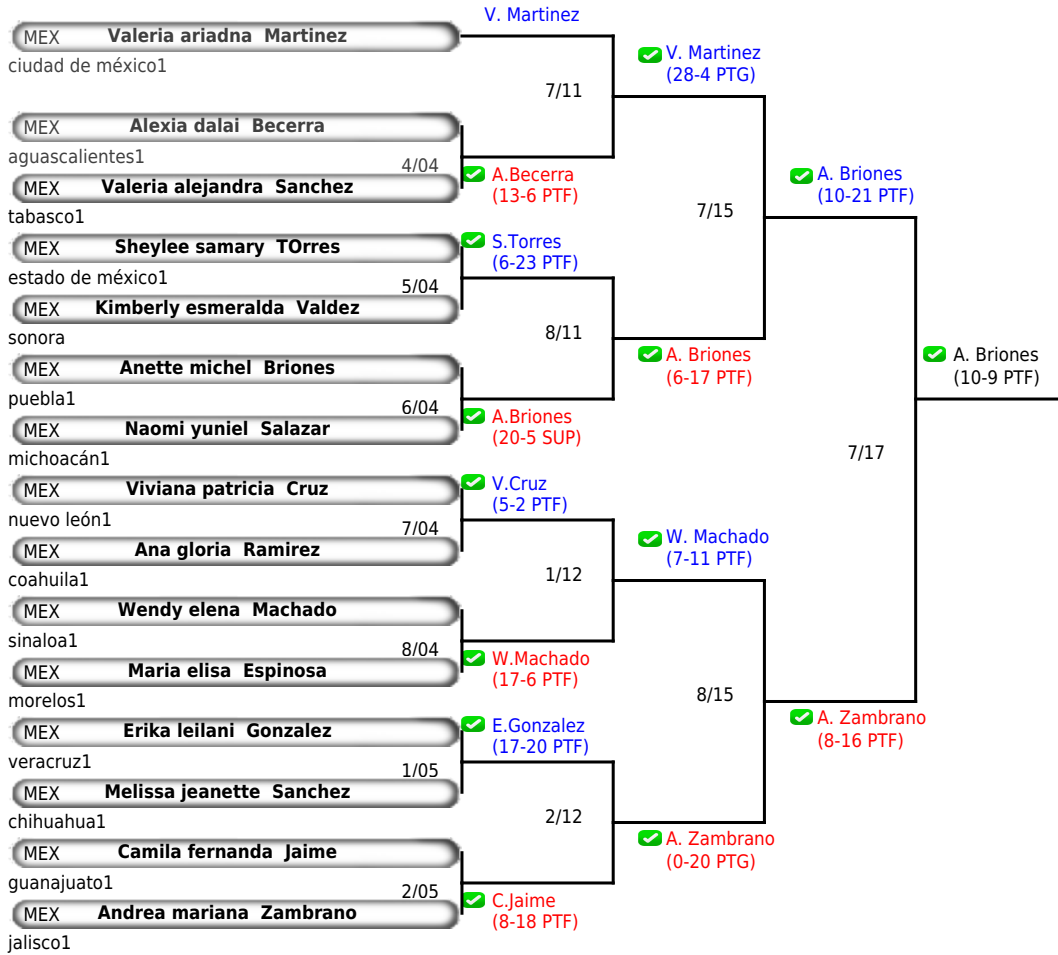 V. Martinez
MEX Valeria ariadna Martinez
ciudad de méxico1
7/11
V. Martinez
(28-4 PTG)
MEX Alexia dalai Becerra
aguascalientes1
4/04
A.Becerra
(13-6 PTF)
MEX Valeria alejandra Sanchez
tabasco1
7/15
A. Briones
(10-21 PTF)
MEX Sheylee samary TOrres
S.Torres
(6-23 PTF)
estado de méxico1
5/04
MEX Kimberly esmeralda Valdez
sonora
8/11
A. Briones
(6-17 PTF)
A. Briones
(10-9 PTF)
MEX Anette michel Briones
puebla1
6/04
A.Briones
(20-5 SUP)
MEX Naomi yuniel Salazar
michoacán1
7/17
MEX Viviana patricia Cruz
V.Cruz
(5-2 PTF)
nuevo león1
7/04
MEX Ana gloria Ramirez
coahuila1
1/12
W. Machado
(7-11 PTF)
MEX Wendy elena Machado
sinaloa1
8/04
W.Machado
(17-6 PTF)
MEX Maria elisa Espinosa
morelos1
8/15
A. Zambrano
(8-16 PTF)
MEX Erika leilani Gonzalez
E.Gonzalez
(17-20 PTF)
veracruz1
1/05
MEX Melissa jeanette Sanchez
chihuahua1
2/12
A. Zambrano
(0-20 PTG)
MEX Camila fernanda Jaime
guanajuato1
2/05
C.Jaime
(8-18 PTF)
MEX Andrea mariana Zambrano
jalisco1